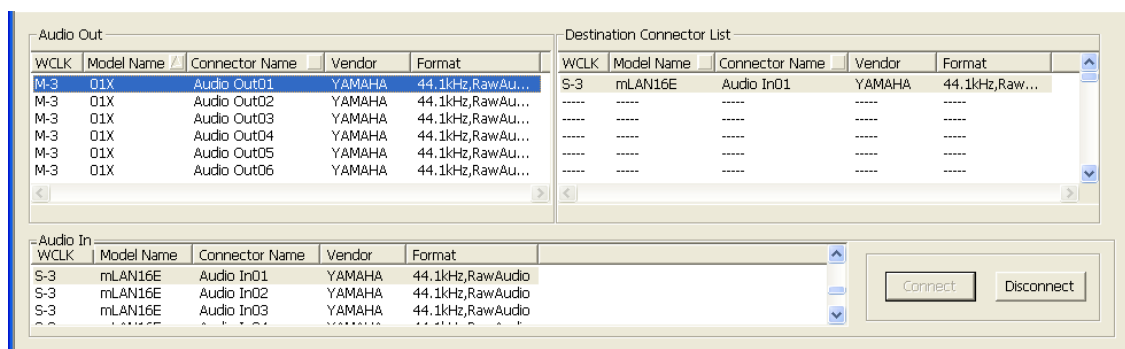 Audio Out
WCLK Model Name Connector Name Vendor Format
M-3 01X Audio Out01 YAMAHA 44.1kHz,RawAu...
M-3 01X Audio Out02 YAMAHA 44.1kHz,RawAu...
M-3 01X Audio Out03 YAMAHA 44.1kHz,RawAu...
M-3 01X Audio Out04 YAMAHA 44.1kHz,RawAu...
M-3 01X Audio Out05 YAMAHA 44.1kHz,RawAu...
M-3 01X Audio Out06 YAMAHA 44.1kHz,RawAu...
Destination Connector List
WCLK Model Name Connector Name Vendor Format
S-3 mLAN16E Audio In01 YAMAHA 44.1kHz,Raw...
----- ----- ----- ----- -----
----- ----- ----- ----- -----
----- ----- ----- ----- -----
----- ----- ----- ----- -----
----- ----- ----- ----- -----
Audio In
WCLK Model Name Connector Name Vendor Format
S-3 mLAN16E Audio In01 YAMAHA 44.1kHz,RawAudio
S-3 mLAN16E Audio In02 YAMAHA 44.1kHz,RawAudio
S-3 mLAN16E Audio In03 YAMAHA 44.1kHz,RawAudio
Connect Disconnect